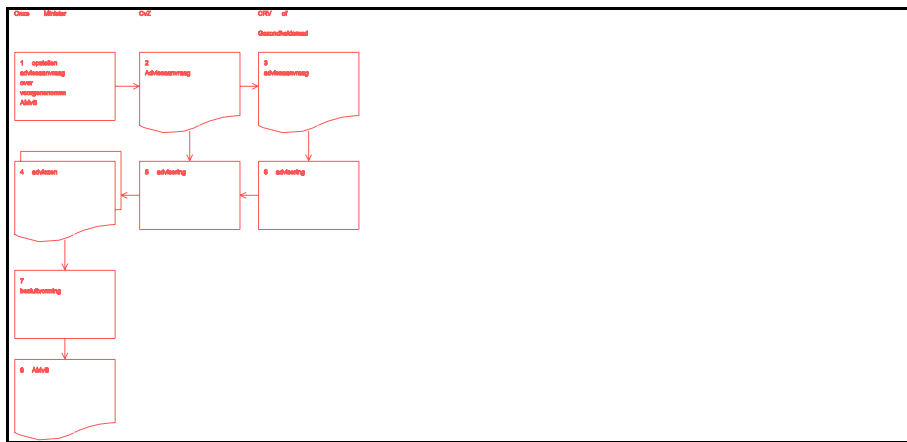 Onze Minister
CvZ
CRV of
Gezondheidsraad
1 opstellen
adviesaanvraag
over
voorgenomen
AMvB
2
Adviesaanvraag
3
adviesaanvraag
4 adviezen
5 advisering
6 advisering
7
besluitvorming
8 AMvB